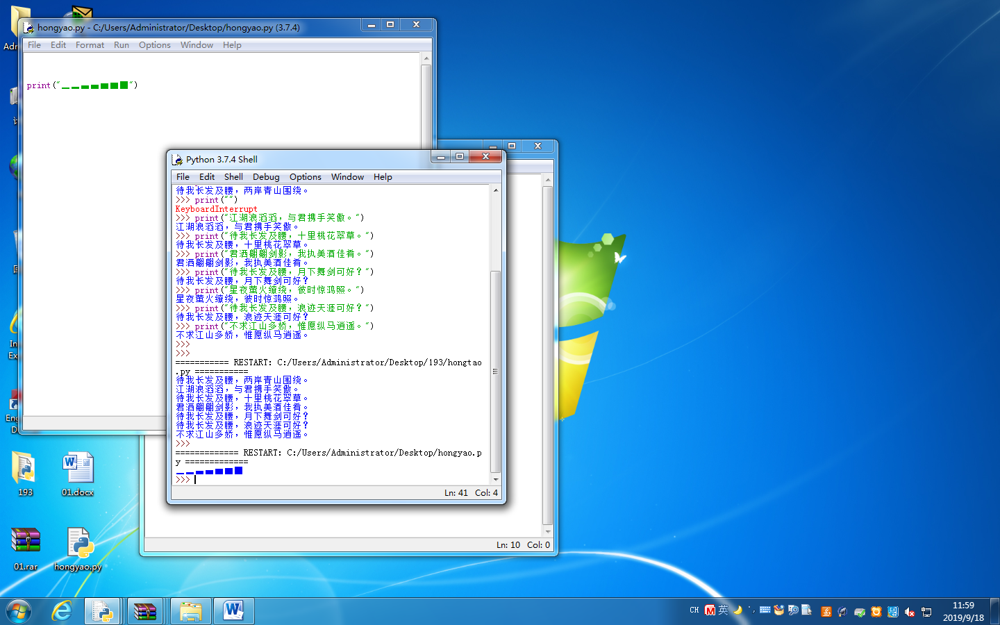 hongyao.py - C:/Users/Administrator/Desktop/hongyao.py (3.7.4)
File Edit Format Run Options Window Help
print("▁▂▃▄▅▆▇")
Python 3.7.4 Shell
File Edit Shell Debug Options Window Help
待我长发及腰，两岸青山围绕。
>>> print("")
KeyboardInterrupt
>>> print("江湖浪滔滔，与君携手笑傲。")
江湖浪滔滔，与君携手笑傲。
>>> print("待我长发及腰，十里桃花翠草。")
待我长发及腰，十里桃花翠草。
>>> print("君洒翩翩剑影，我执美酒佳肴。")
君洒翩翩剑影，我执美酒佳肴。
>>> print("待我长发及腰，月下舞剑可好？")
待我长发及腰，月下舞剑可好？
>>> print("星夜萤火缭绕，彼时惊鸿照。")
星夜萤火缭绕，彼时惊鸿照。
>>> print("待我长发及腰，浪迹天涯可好？")
待我长发及腰，浪迹天涯可好？
>>> print("不求江山多娇，惟愿纵马逍遥。")
不求江山多娇，惟愿纵马逍遥。
>>>
>>>
=========== RESTART: C:/Users/Administrator/Desktop/193/hongtao
.py ===========
待我长发及腰，两岸青山围绕。
江湖浪滔滔，与君携手笑傲。
待我长发及腰，十里桃花翠草。
君洒翩翩剑影，我执美酒佳肴。
待我长发及腰，月下舞剑可好？
待我长发及腰，浪迹天涯可好？
不求江山多娇，惟愿纵马逍遥。
>>>
============= RESTART: C:/Users/Administrator/Desktop/hongyao.p
y =============
▁▂▃▄▅▆▇
>>>
Ln: 41 Col: 4
Ln: 10 Col: 0
193
01.docx
01.rar
hongyao.py
CH
英
11:59
2019/9/18